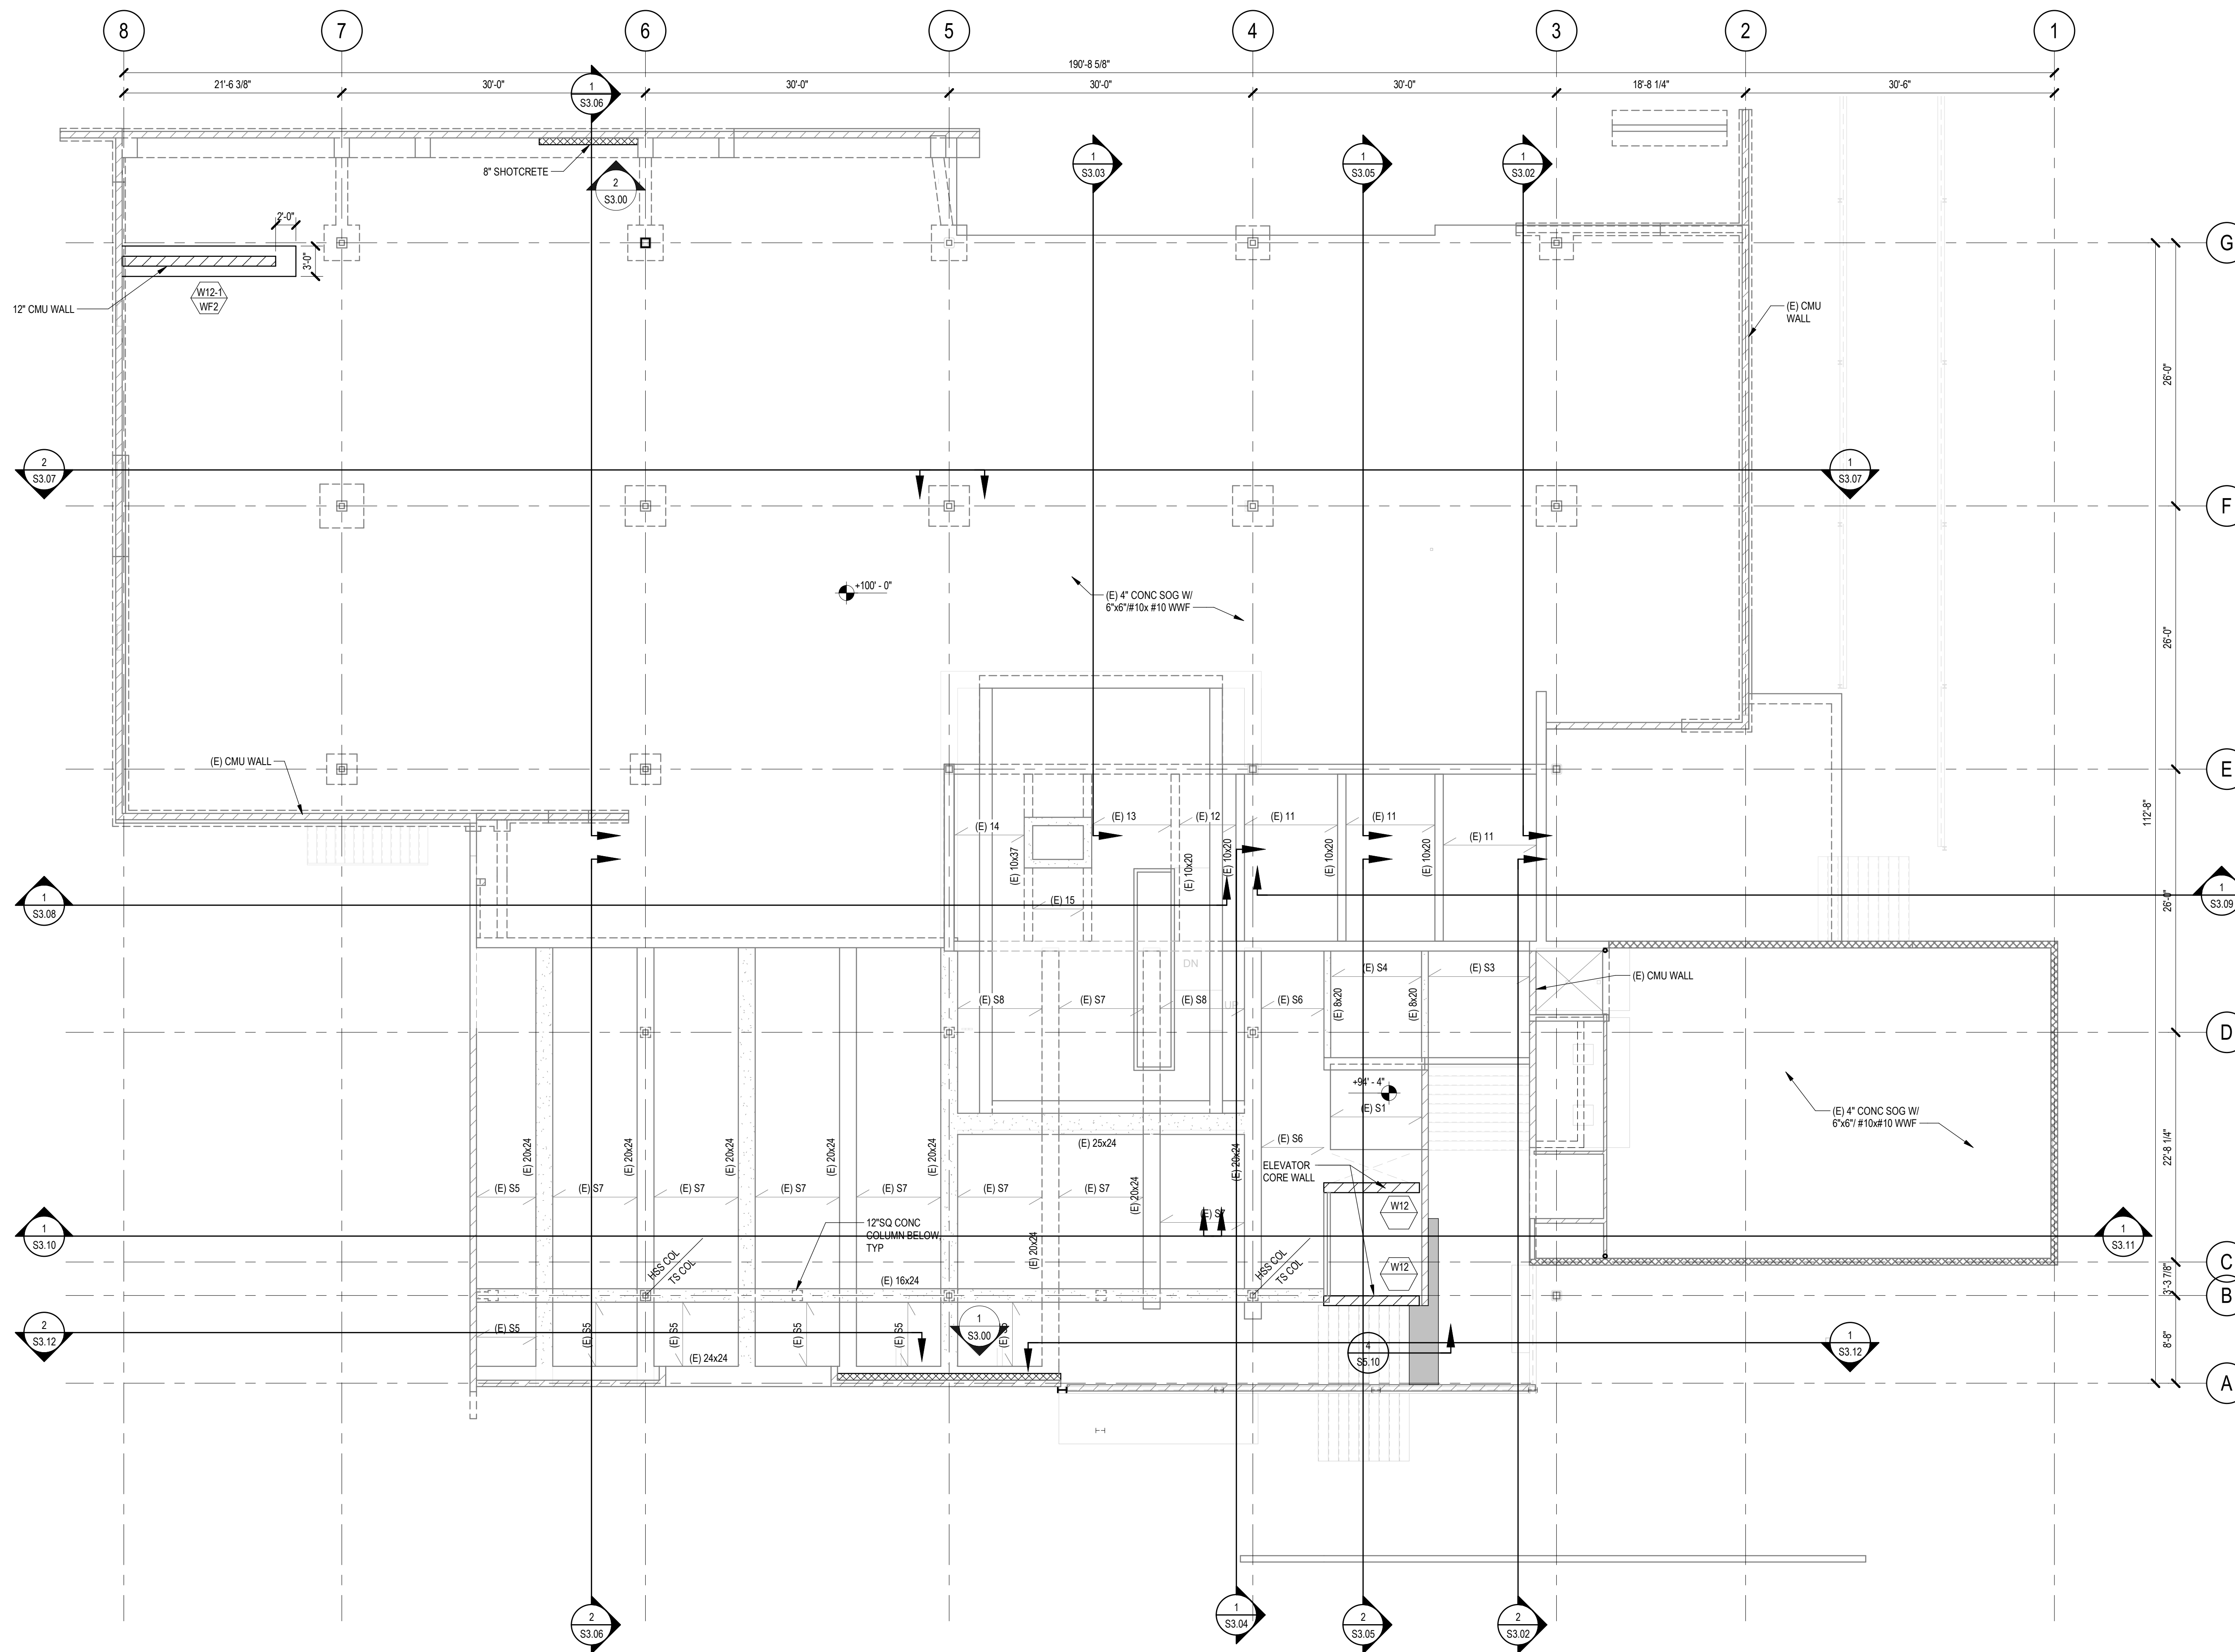 8
7
6
5
4
3
2
1
190'-8 5/8"
21'-6 3/8"
30'-0"
30'-0"
30'-0"
30'-0"
18'-8 1/4"
30'-6"
1
S3.06
8" SHOTCRETE
2
S3.00
1
S3.03
1
S3.05
1
S3.02
2'-0"
3'-0"
G
12" CMU WALL
W12-1
WF2
(E) CMU
WALL
26'-0"
2
S3.07
1
S3.07
F
+100' - 0"
(E) 4" CONC SOG W/
6"x6"/#10x #10 WWF
26'-0"
(E) CMU WALL
E
112'-8"
(E) 14
(E) 13
(E) 12
(E) 11
(E) 11
(E) 11
(E) 10x37
(E) 10x20
(E) 10x20
(E) 10x20
(E) 10x20
(E) 15
1
S3.08
1
S3.09
26'-0"
DN
UP
(E) S4
(E) S3
(E) CMU WALL
(E) S8
(E) S7
(E) S8
(E) S6
(E) 8x20
(E) 8x20
D
+94' - 4"
(E) S1
(E) 4" CONC SOG W/
6"x6"/ #10x#10 WWF
(E) 20x24
(E) 20x24
(E) 20x24
(E) 20x24
(E) 20x24
(E) 25x24
(E) 20x24
(E) S6
22'-8 1/4"
ELEVATOR
CORE WALL
(E) S5
(E) S7
(E) S7
(E) S7
(E) S7
(E) S7
(E) S7
(E) 20x24
W12
(E) S7
12"SQ CONC
COLUMN BELOW,
TYP
1
S3.10
1
S3.11
(E) 20x24
HSS COL
TS COL
HSS COL
TS COL
W12
C
3'-3 7/8"
(E) 16x24
B
(E) S5
(E) S5
(E) S5
(E) S5
(E) S5
1
S3.00
2
S3.12
1
S3.12
8'-8"
(E) 24x24
4
S5.10
A
2
S3.06
1
S3.04
2
S3.05
2
S3.02